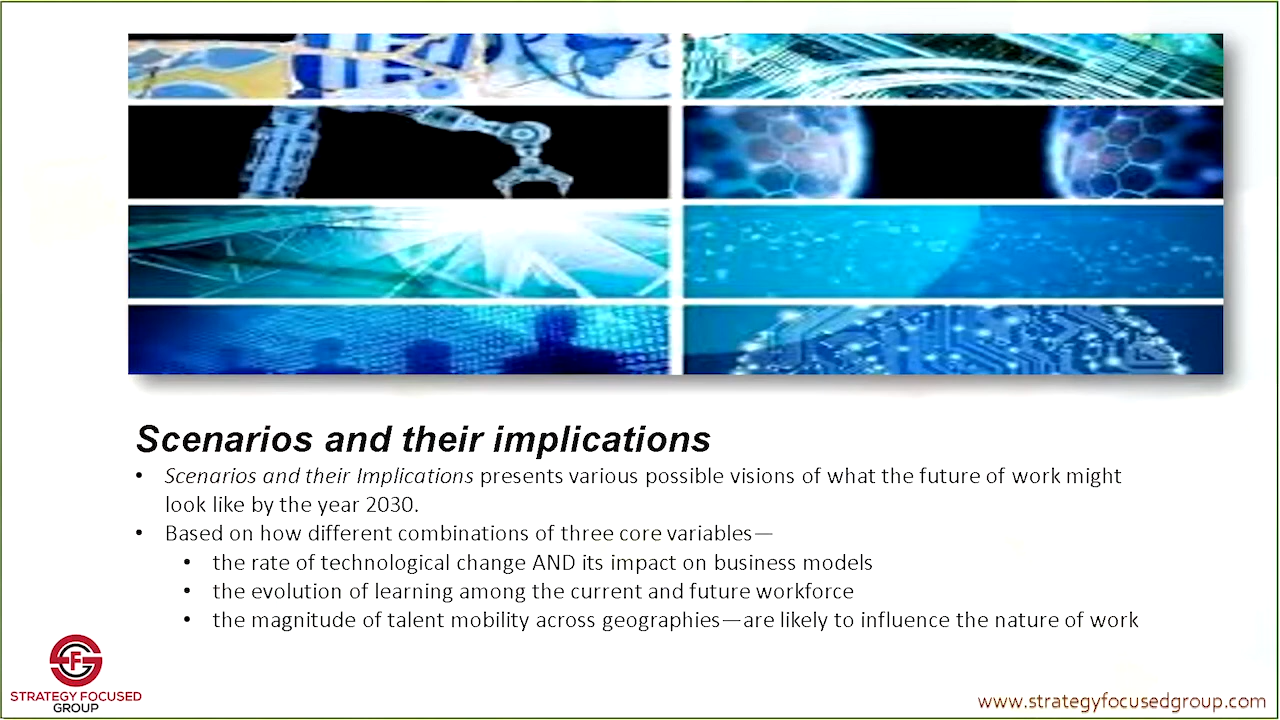 Scenarios and their implications
• Scenarios and their Implications presents various possible visions of what the future of work might
look like by the year 2030.
• Based on how different combinations of three core variables—
• the rate of technological change AND its impact on business models
• the evolution of learning among the current and future workforce
• the magnitude of talent mobility across geographies—are likely to influence the nature of work
SF
STRATEGY FOCUSED
GROUP
www.strategyfocusedgroup.com